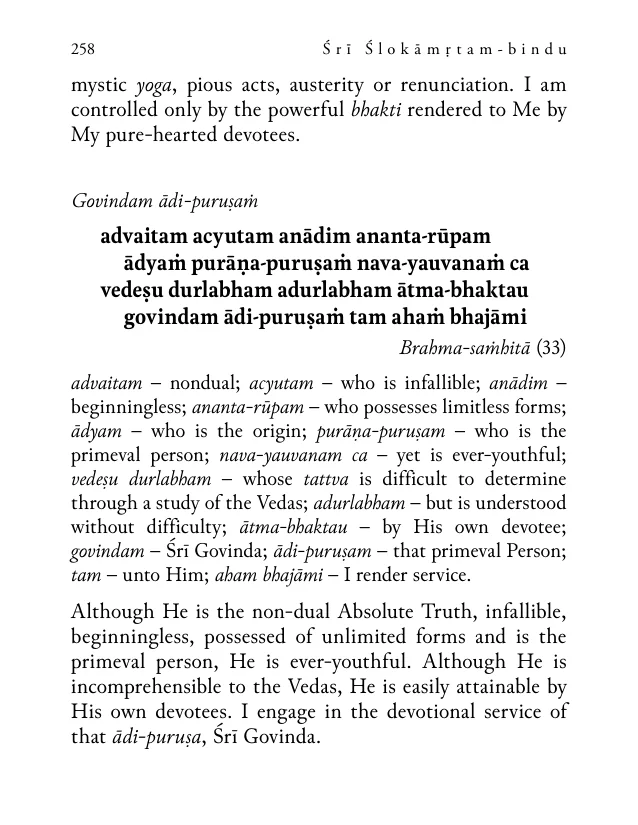 258 Śrī Ślokāmṛtam-bindu
mystic yoga, pious acts, austerity or renunciation. I am
controlled only by the powerful bhakti rendered to Me by
My pure-hearted devotees.
Govindam ādi-puruṣaṁ
advaitam acyutam anādim ananta-rūpam
ādyaṁ purāṇa-puruṣaṁ nava-yauvanaṁ ca
vedeṣu durlabham adurlabham ātma-bhaktau
govindam ādi-puruṣaṁ tam ahaṁ bhajāmi
Brahma-saṁhitā (33)
advaitam – nondual; acyutam – who is infallible; anādim –
beginningless; ananta-rūpam – who possesses limitless forms;
ādyam – who is the origin; purāṇa-puruṣam – who is the
primeval person; nava-yauvanam ca – yet is ever-youthful;
vedeṣu durlabham – whose tattva is difficult to determine
through a study of the Vedas; adurlabham – but is understood
without difficulty; ātma-bhaktau – by His own devotee;
govindam – Śrī Govinda; ādi-puruṣam – that primeval Person;
tam – unto Him; aham bhajāmi – I render service.
Although He is the non-dual Absolute Truth, infallible,
beginningless, possessed of unlimited forms and is the
primeval person, He is ever-youthful. Although He is
incomprehensible to the Vedas, He is easily attainable by
His own devotees. I engage in the devotional service of
that ādi-puruṣa, Śrī Govinda.